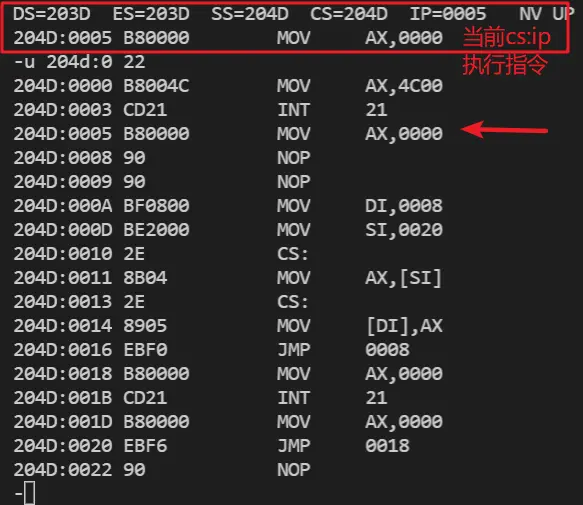 DS=203D  ES=203D  SS=204D  CS=204D  IP=0005   NV UP
204D:0005 B80000        MOV     AX,0000
当前cs:ip
执行指令
-u 204d:0 22
204D:0000 B8004C        MOV     AX,4C00
204D:0003 CD21          INT     21
204D:0005 B80000        MOV     AX,0000
204D:0008 90            NOP
204D:0009 90            NOP
204D:000A BF0800        MOV     DI,0008
204D:000D BE2000        MOV     SI,0020
204D:0010 2E            CS:
204D:0011 8B04          MOV     AX,[SI]
204D:0013 2E            CS:
204D:0014 8905          MOV     [DI],AX
204D:0016 EBF0          JMP     0008
204D:0018 B80000        MOV     AX,0000
204D:001B CD21          INT     21
204D:001D B80000        MOV     AX,0000
204D:0020 EBF6          JMP     0018
204D:0022 90            NOP
-